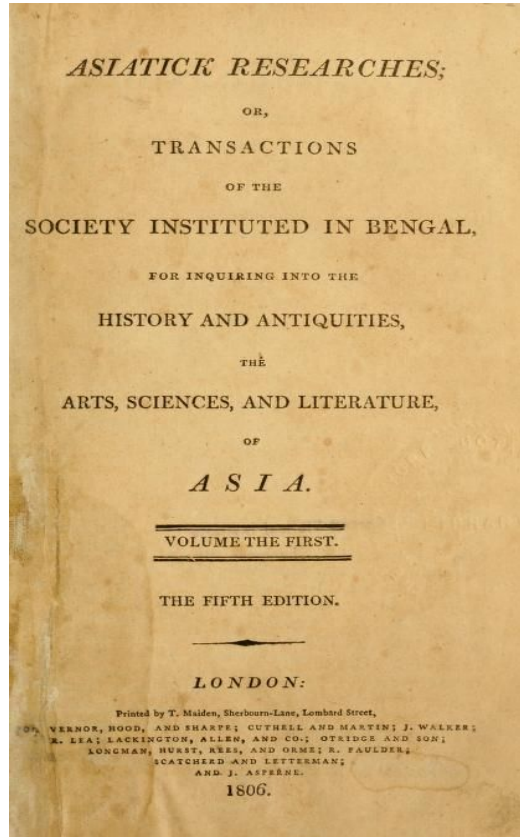 ASIATICK RESEARCHES;
OR,
TRANSACTIONS
OF THE
SOCIETY INSTITUTED IN BENGAL,
FOR INQUIRING INTO THE
HISTORY AND ANTIQUITIES,
THE
ARTS, SCIENCES, AND LITERATURE,
OF
ASIA.
VOLUME THE FIRST.
THE FIFTH EDITION.
LONDON:
Printed by T. Maiden, Sherbourn-Lane, Lombard Street,
VERNOR, HOOD, AND SHARPE; CUTHELL AND MARTIN; J. WALKER;
R. LEA; LACKINGTON, ALLEN, AND CO.; OTRIDGE AND SON;
LONGMAN, HURST, REES, AND ORME; R. FAULDER;
SCATCHERD AND LETTERMAN;
AND J. ASPERNE.
1806.